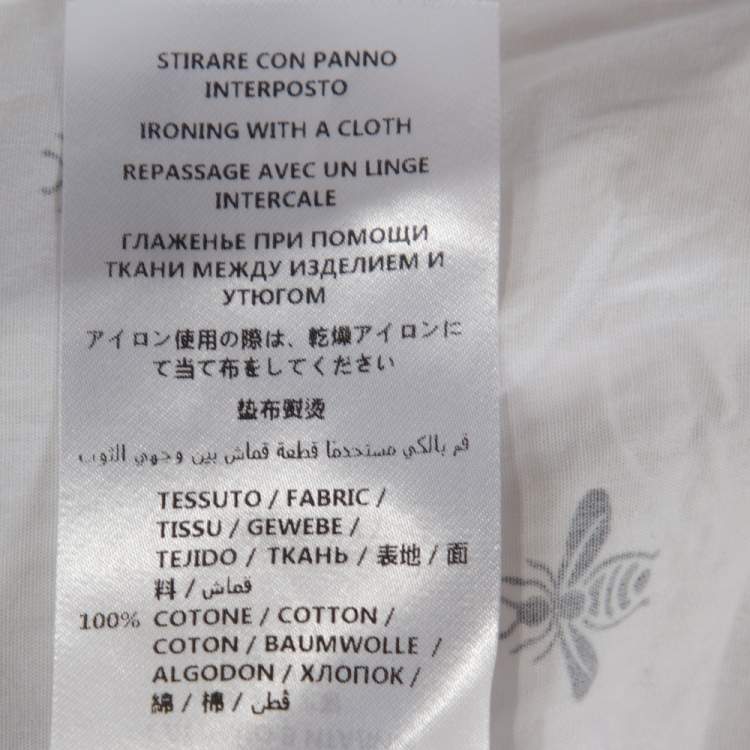 STIRARE CON PANNO
INTERPOSTO
IRONING WITH A CLOTH
REPASSAGE AVEC UN LINGE
INTERCALE
ГЛАЖЕНЬЕ ПРИ ПОМОЩИ
ТКАНИ МЕЖДУ ИЗДЕЛИЕМ И
УТЮГОМ
アイロン使用の際は、乾燥アイロンに
て当て布をしてください
垫布熨烫
قم بالكي مستخدمًا قطعة قماش بين وجهي الثوب
TESSUTO / FABRIC /
TISSU / GEWEBE /
TEJIDO / ТКАНЬ / 表地 / 面
料 / قماش
100% COTONE / COTTON /
COTON / BAUMWOLLE /
ALGODON / ХЛОПОК /
綿 / 棉 / قطن